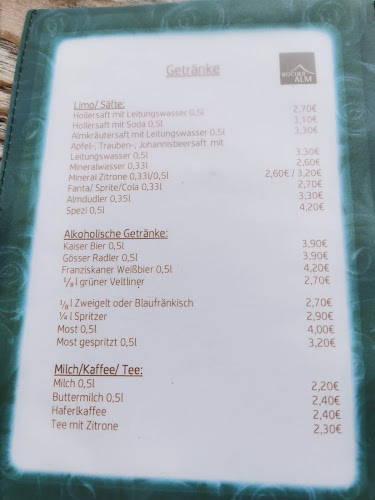 Getränke
ALM
Limo/ Säfte:
Hollersaft mit Leitungswasser 0,5l 2,70€
Hollersaft mit Soda 0,5l 3,10€
Almkräutersaft mit Leitungswasser 0,5l 3,30€
Apfel-, Trauben-, Johannisbeersaft mit
Leitungswasser 0,5l 3,30€
Mineralwasser 0,33l 2,60€
Mineral Zitrone 0,33l/0,5l 2,60€ / 3,20€
Fanta/ Sprite/Cola 0,33l 2,70€
Almdudler 0,35l 3,30€
Spezi 0,5l 4,20€
Alkoholische Getränke:
Kaiser Bier 0,5l 3,90€
Gösser Radler 0,5l 3,90€
Franziskaner Weißbier 0,5l 4,20€
⅛ l grüner Veltliner 2,70€
⅛ l Zweigelt oder Blaufränkisch 2,70€
¼ l Spritzer 2,90€
Most 0,5l 4,00€
Most gespritzt 0,5l 3,20€
Milch/Kaffee/ Tee:
Milch 0,5l 2,20€
Buttermilch 0,5l 2,40€
Haferlkaffee 2,40€
Tee mit Zitrone 2,30€